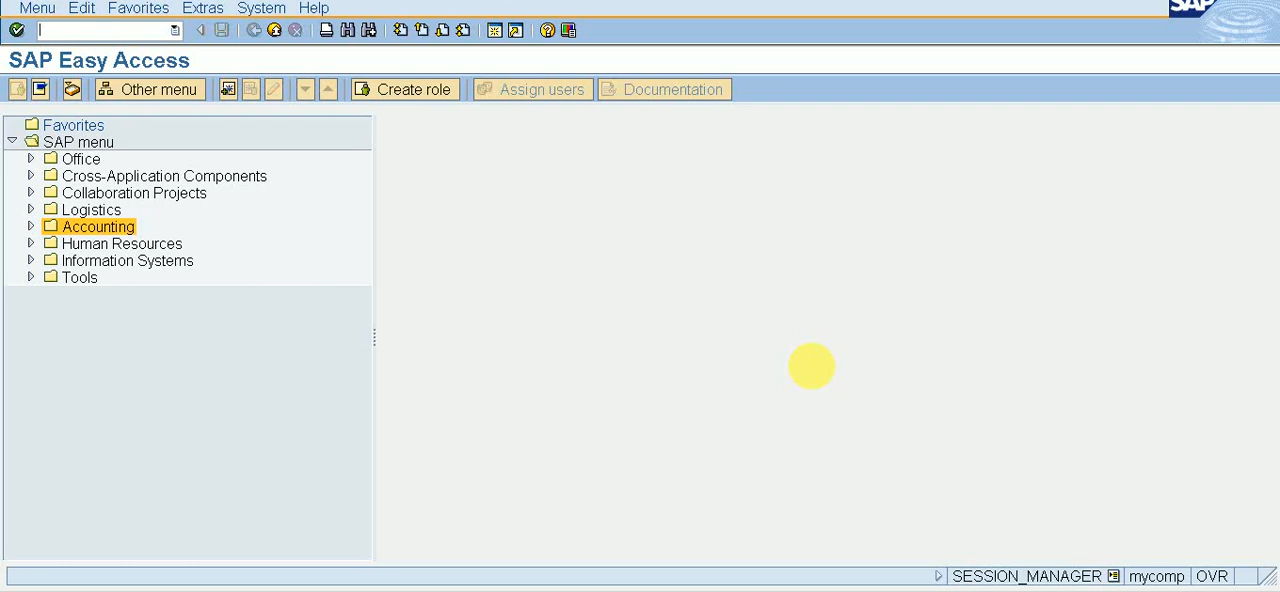 Menu Edit Favorites Extras System Help
SAP
SAP Easy Access
Other menu Create role Assign users Documentation
Favorites
SAP menu
Office
Cross-Application Components
Collaboration Projects
Logistics
Accounting
Human Resources
Information Systems
Tools
SESSION_MANAGER mycomp OVR